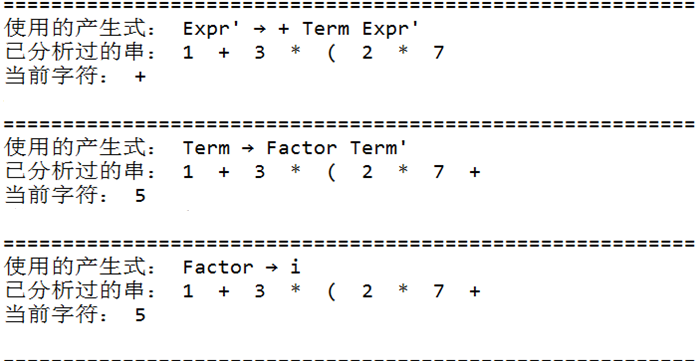 ==========================================================
使用的产生式： Expr' → + Term Expr'
已分析过的串： 1 + 3 * ( 2 * 7
当前字符： +
==========================================================
使用的产生式： Term → Factor Term'
已分析过的串： 1 + 3 * ( 2 * 7 +
当前字符： 5
==========================================================
使用的产生式： Factor → i
已分析过的串： 1 + 3 * ( 2 * 7 +
当前字符： 5
==========================================================